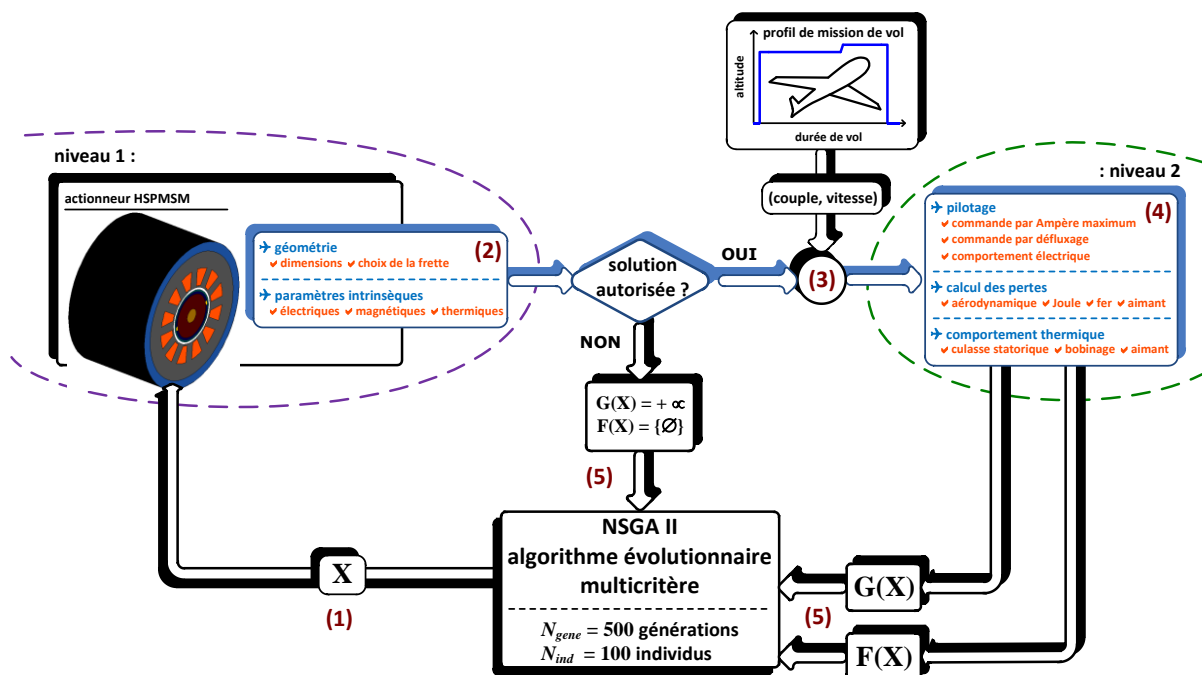 profil de mission de vol
altitude
durée de vol
niveau 1 :
: niveau 2
actionneur HSPMSM
(couple, vitesse)
géométrie
(2)
dimensions choix de la frette
paramètres intrinsèques
électriques magnétiques thermiques
solution
autorisée ?
OUI
NON
(3)
pilotage
(4)
commande par Ampère maximum
commande par défluxage
comportement électrique
calcul des pertes
aérodynamique Joule fer aimant
comportement thermique
culasse statorique bobinage aimant
G(X) = + ∝
F(X) = {∅}
(5)
NSGA II
algorithme évolutionnaire
multicritère
N_gene = 500 générations
N_ind = 100 individus
X
(1)
G(X)
(5)
F(X)